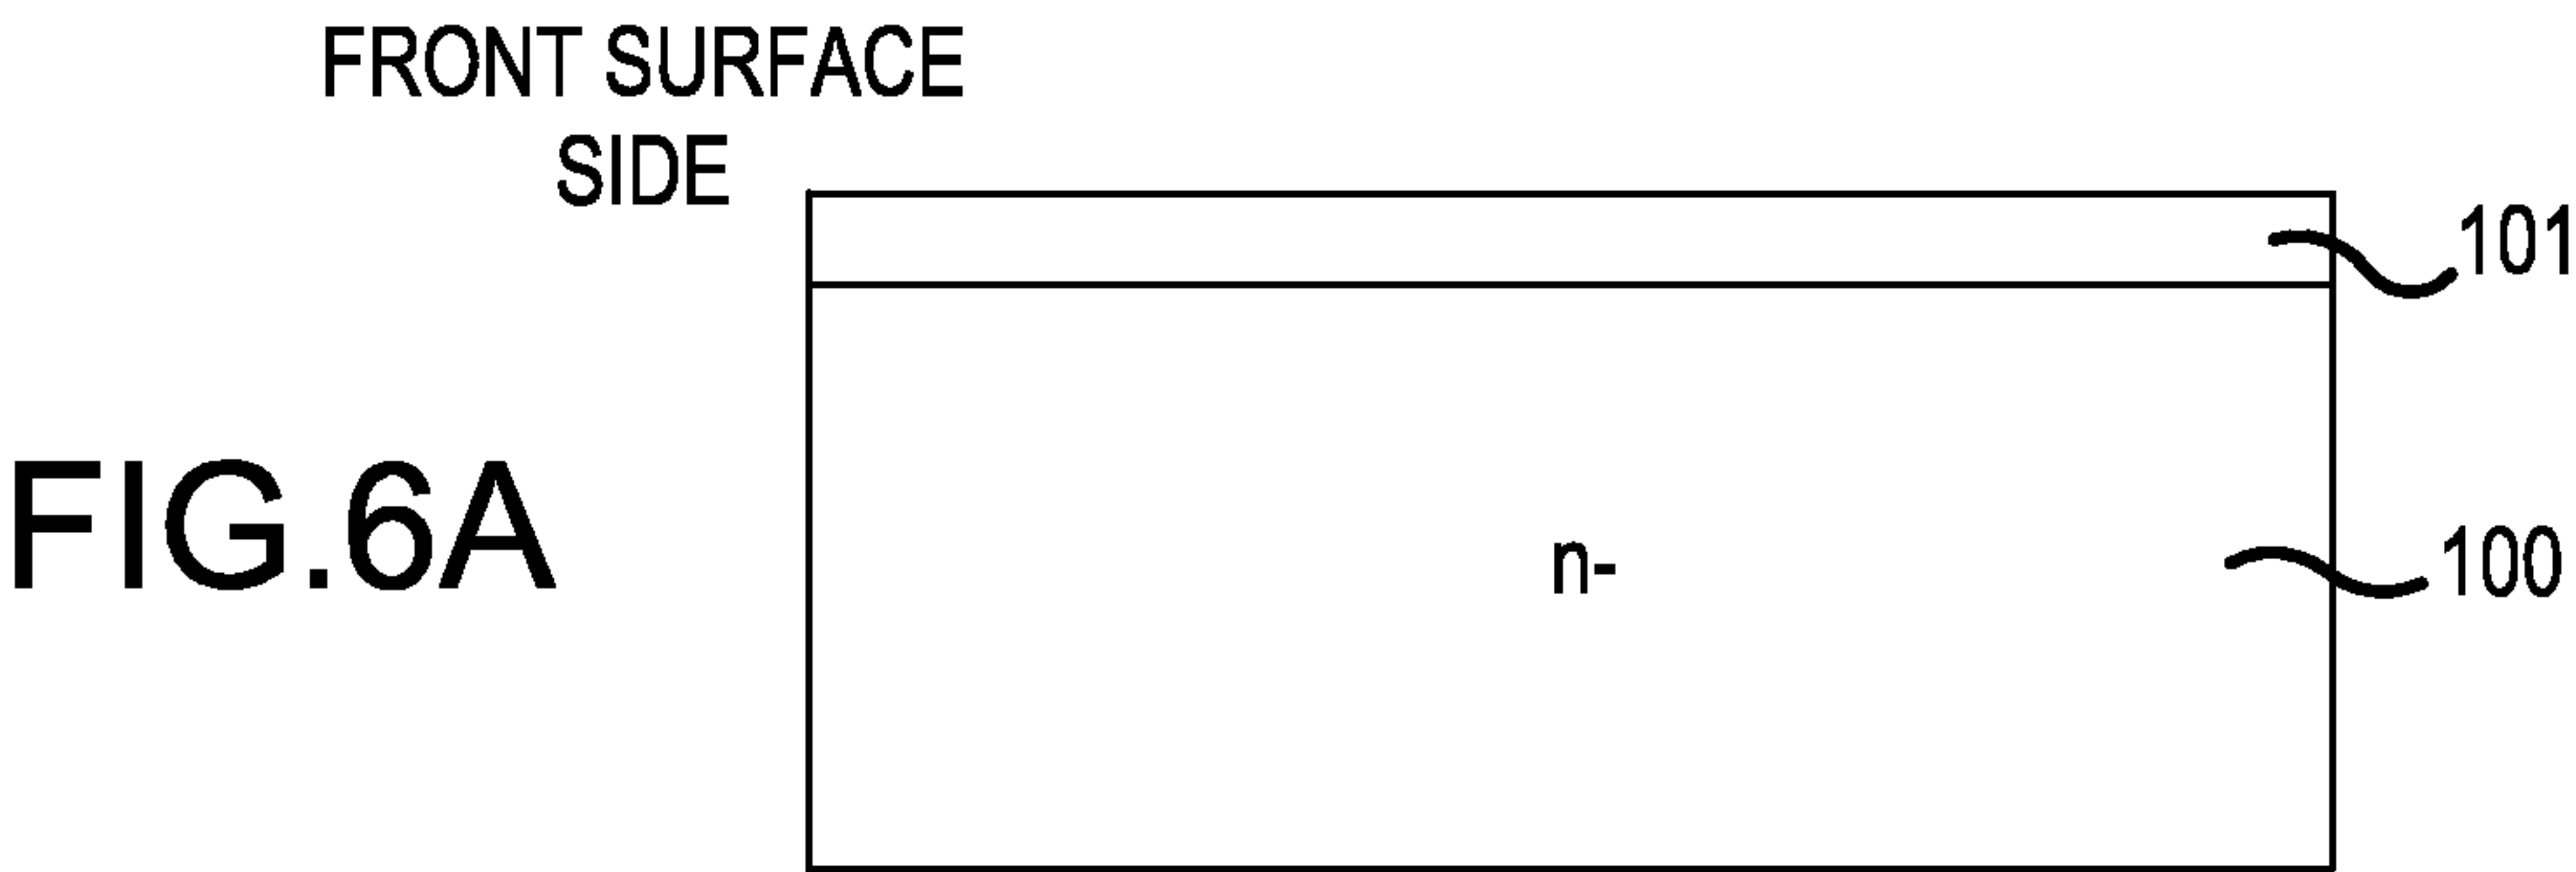 FRONT SURFACE
SIDE
101
FIG.6A
n-
100